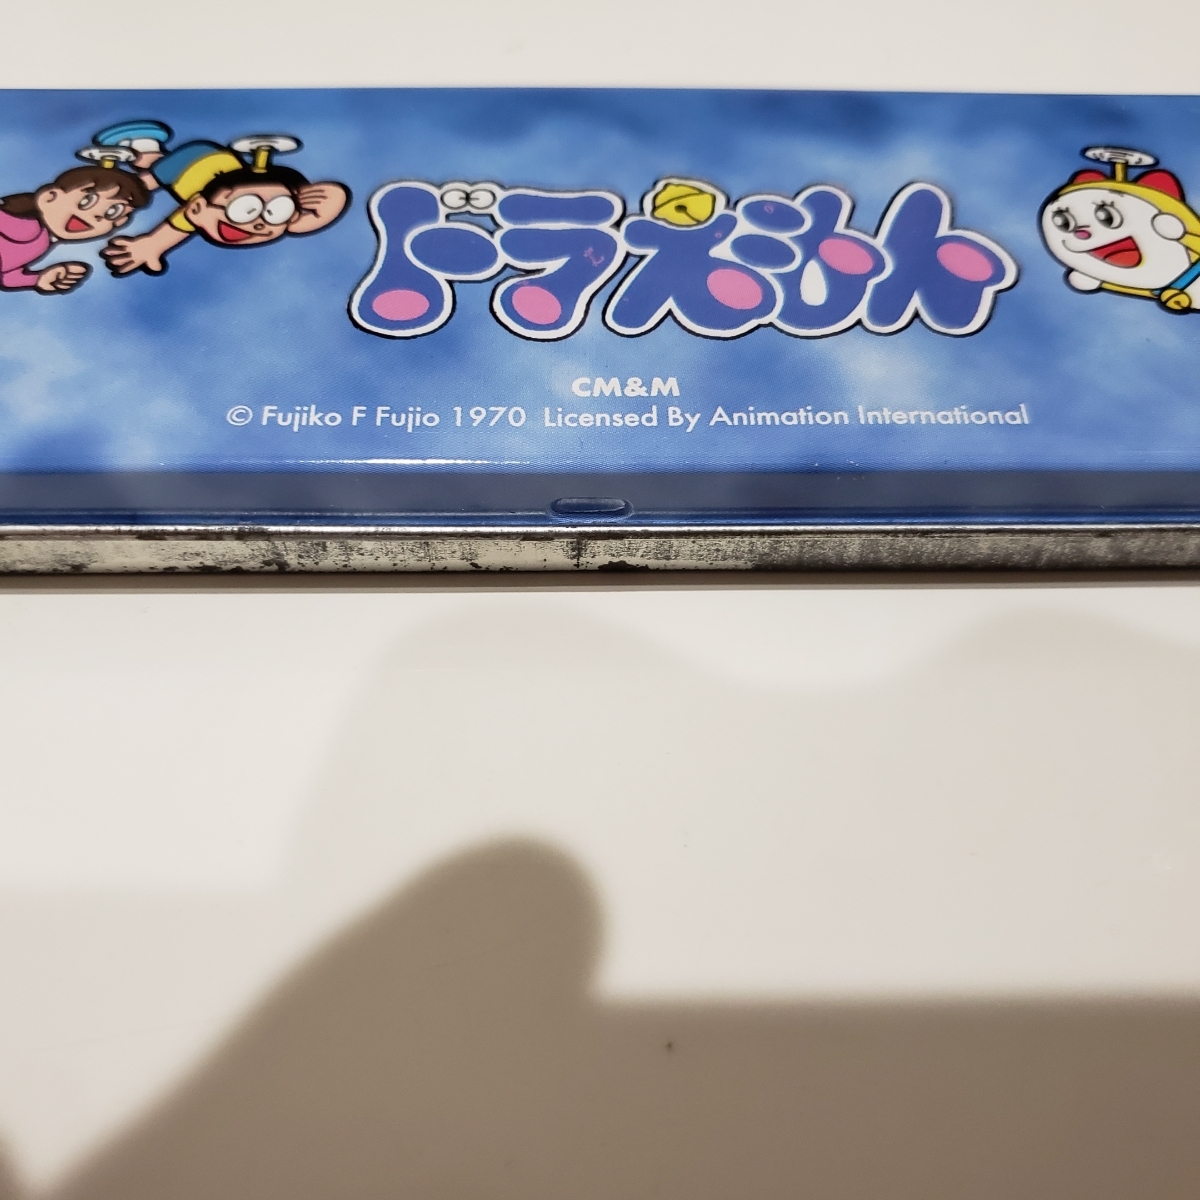 ドラえもん
CM&M
© Fujiko F Fujio 1970 Licensed By Animation International